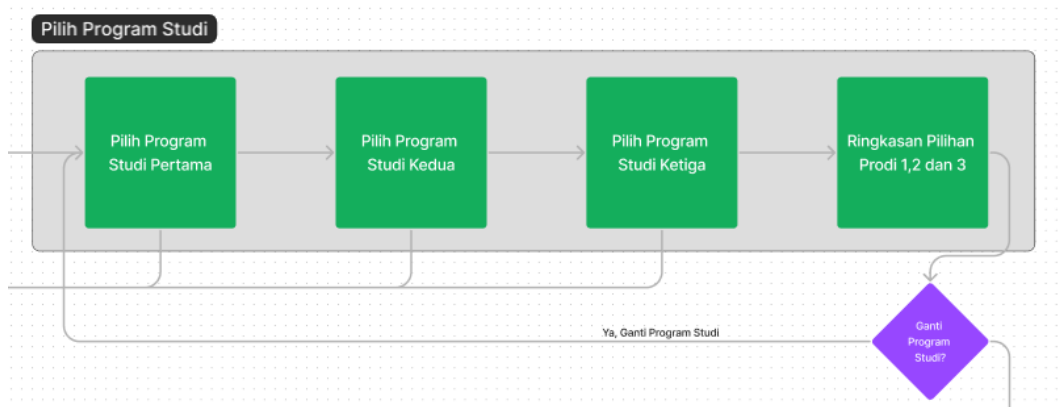 Pilih Program Studi
Pilih Program
Studi Pertama
Pilih Program
Studi Kedua
Pilih Program
Studi Ketiga
Ringkasan Pilihan
Prodi 1,2 dan 3
Ya, Ganti Program Studi
Ganti
Program
Studi?